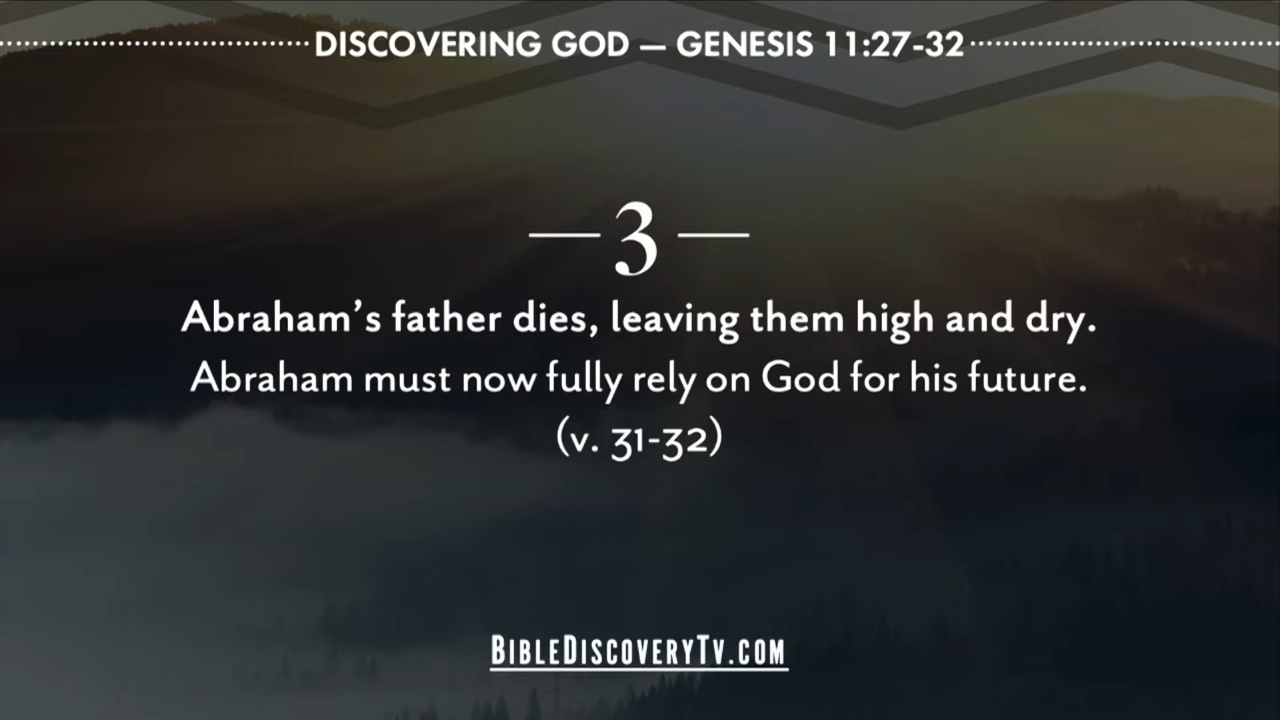 DISCOVERING GOD — GENESIS 11:27-32
— 3 —
Abraham’s father dies, leaving them high and dry.
Abraham must now fully rely on God for his future.
(v. 31-32)
BIBLEDISCOVERYTV.COM